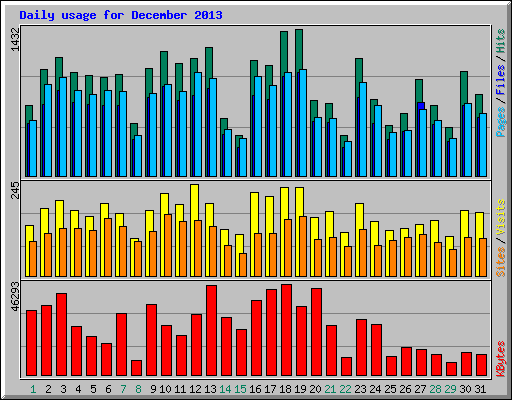 Daily usage for December 2013
1432
Pages / Files / Hits
245
Sites / Visits
46293
KBytes
1 2 3 4 5 6 7 8 9 10 11 12 13 14 15 16 17 18 19 20 21 22 23 24 25 26 27 28 29 30 31